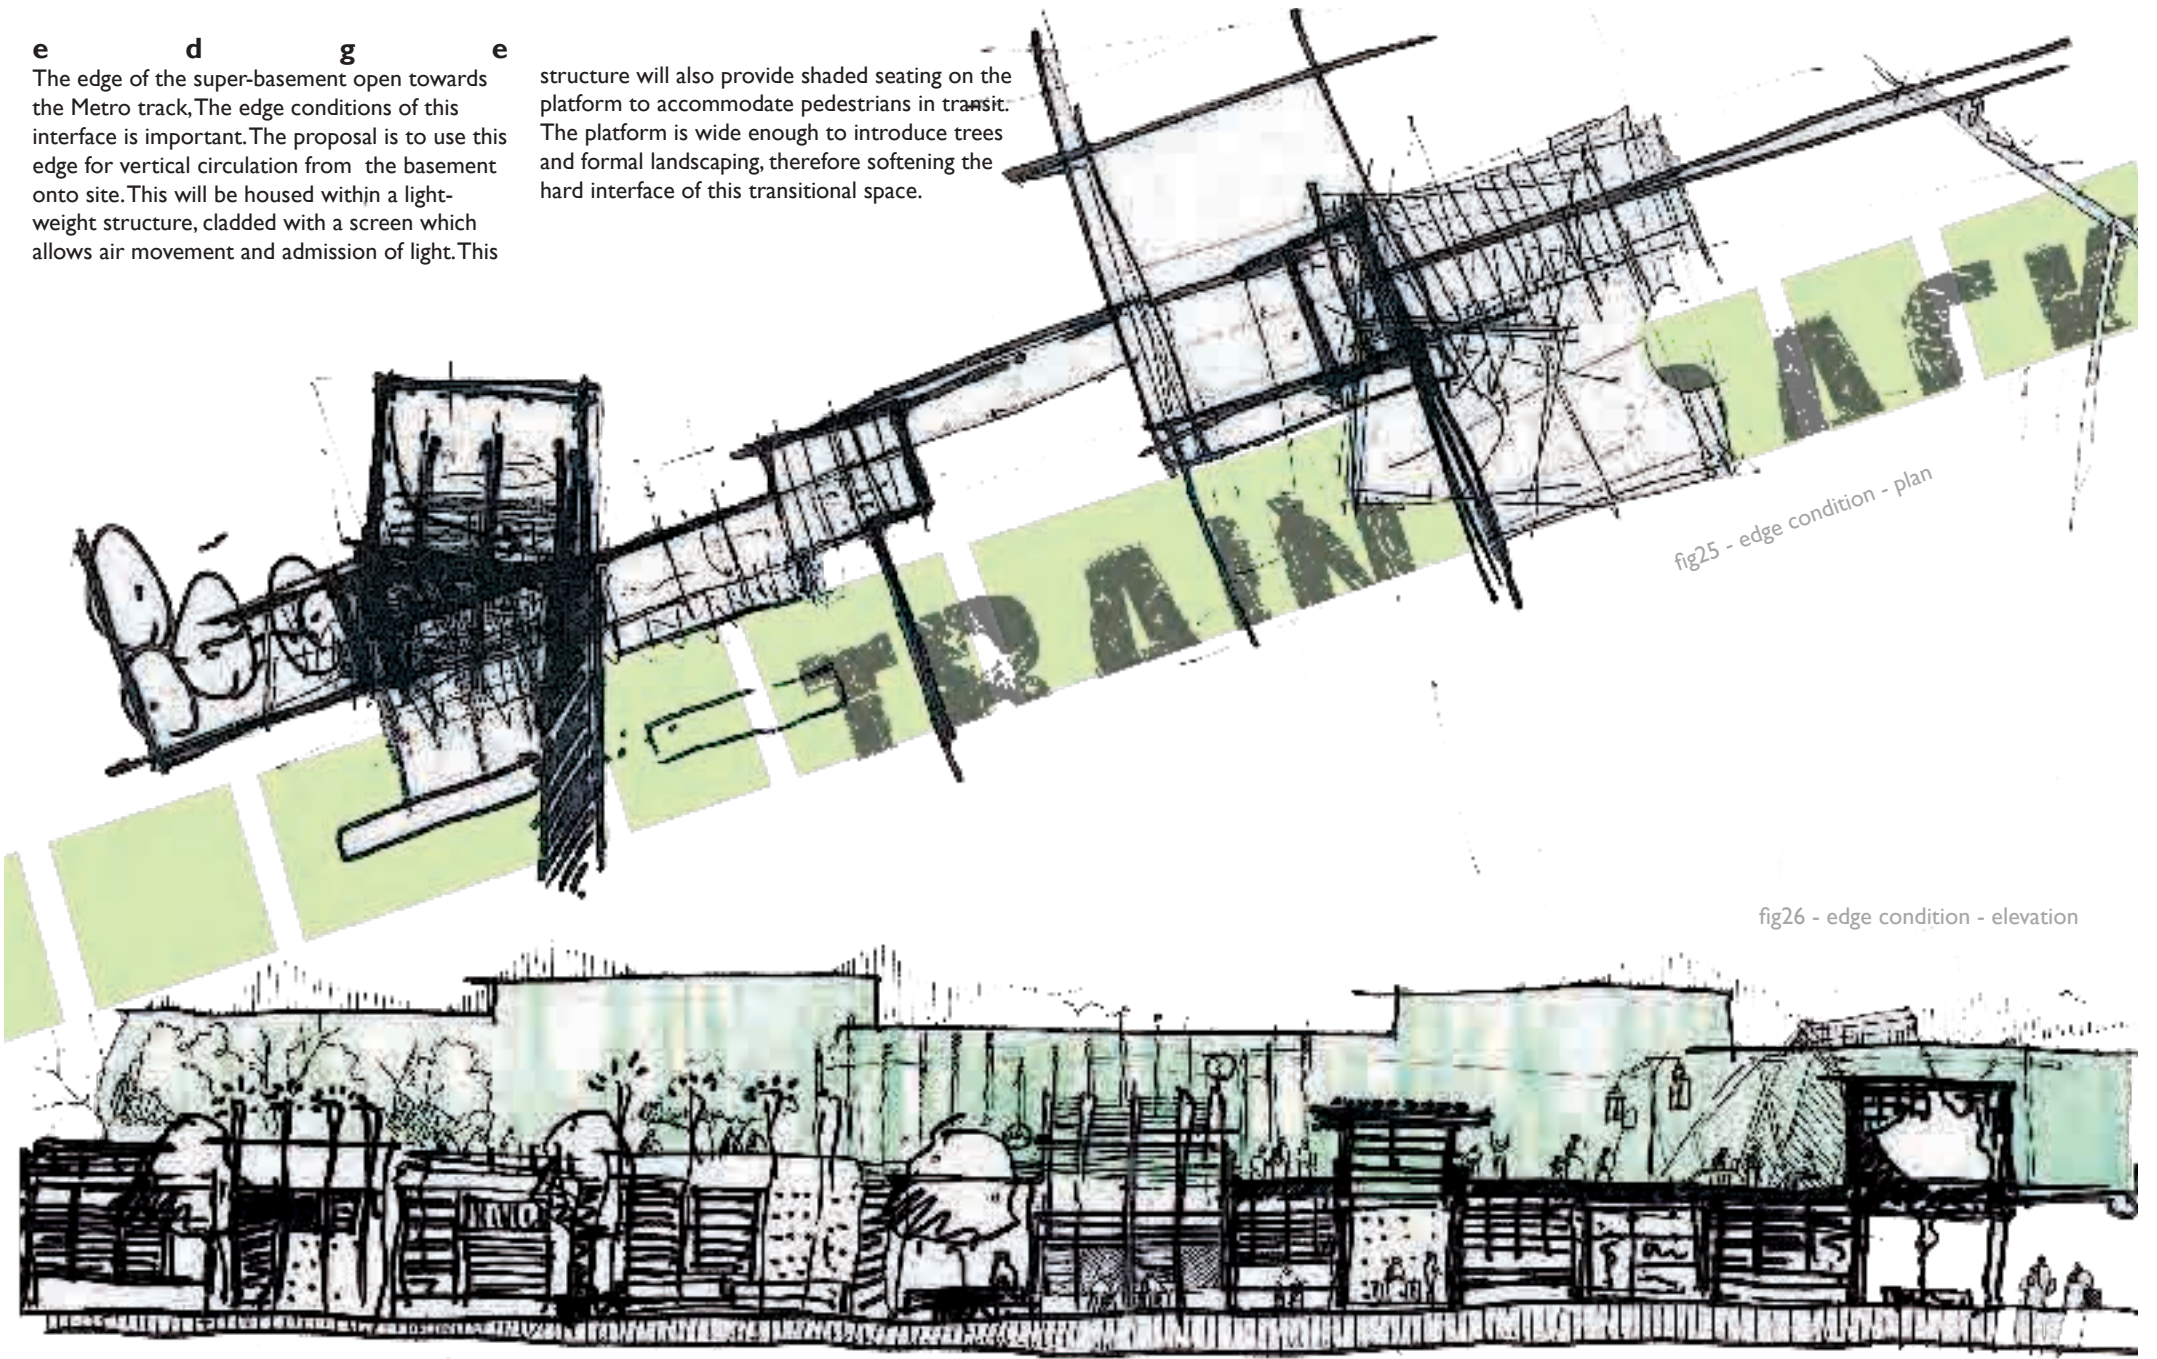 e d g e
The edge of the super-basement open towards
the Metro track, The edge conditions of this
interface is important. The proposal is to use this
edge for vertical circulation from  the basement
onto site. This will be housed within a light-
weight structure, cladded with a screen which
allows air movement and admission of light. This
structure will also provide shaded seating on the
platform to accommodate pedestrians in transit.
The platform is wide enough to introduce trees
and formal landscaping, therefore softening the
hard interface of this transitional space.
TRAIN
fig25 - edge condition - plan
fig26 - edge condition - elevation